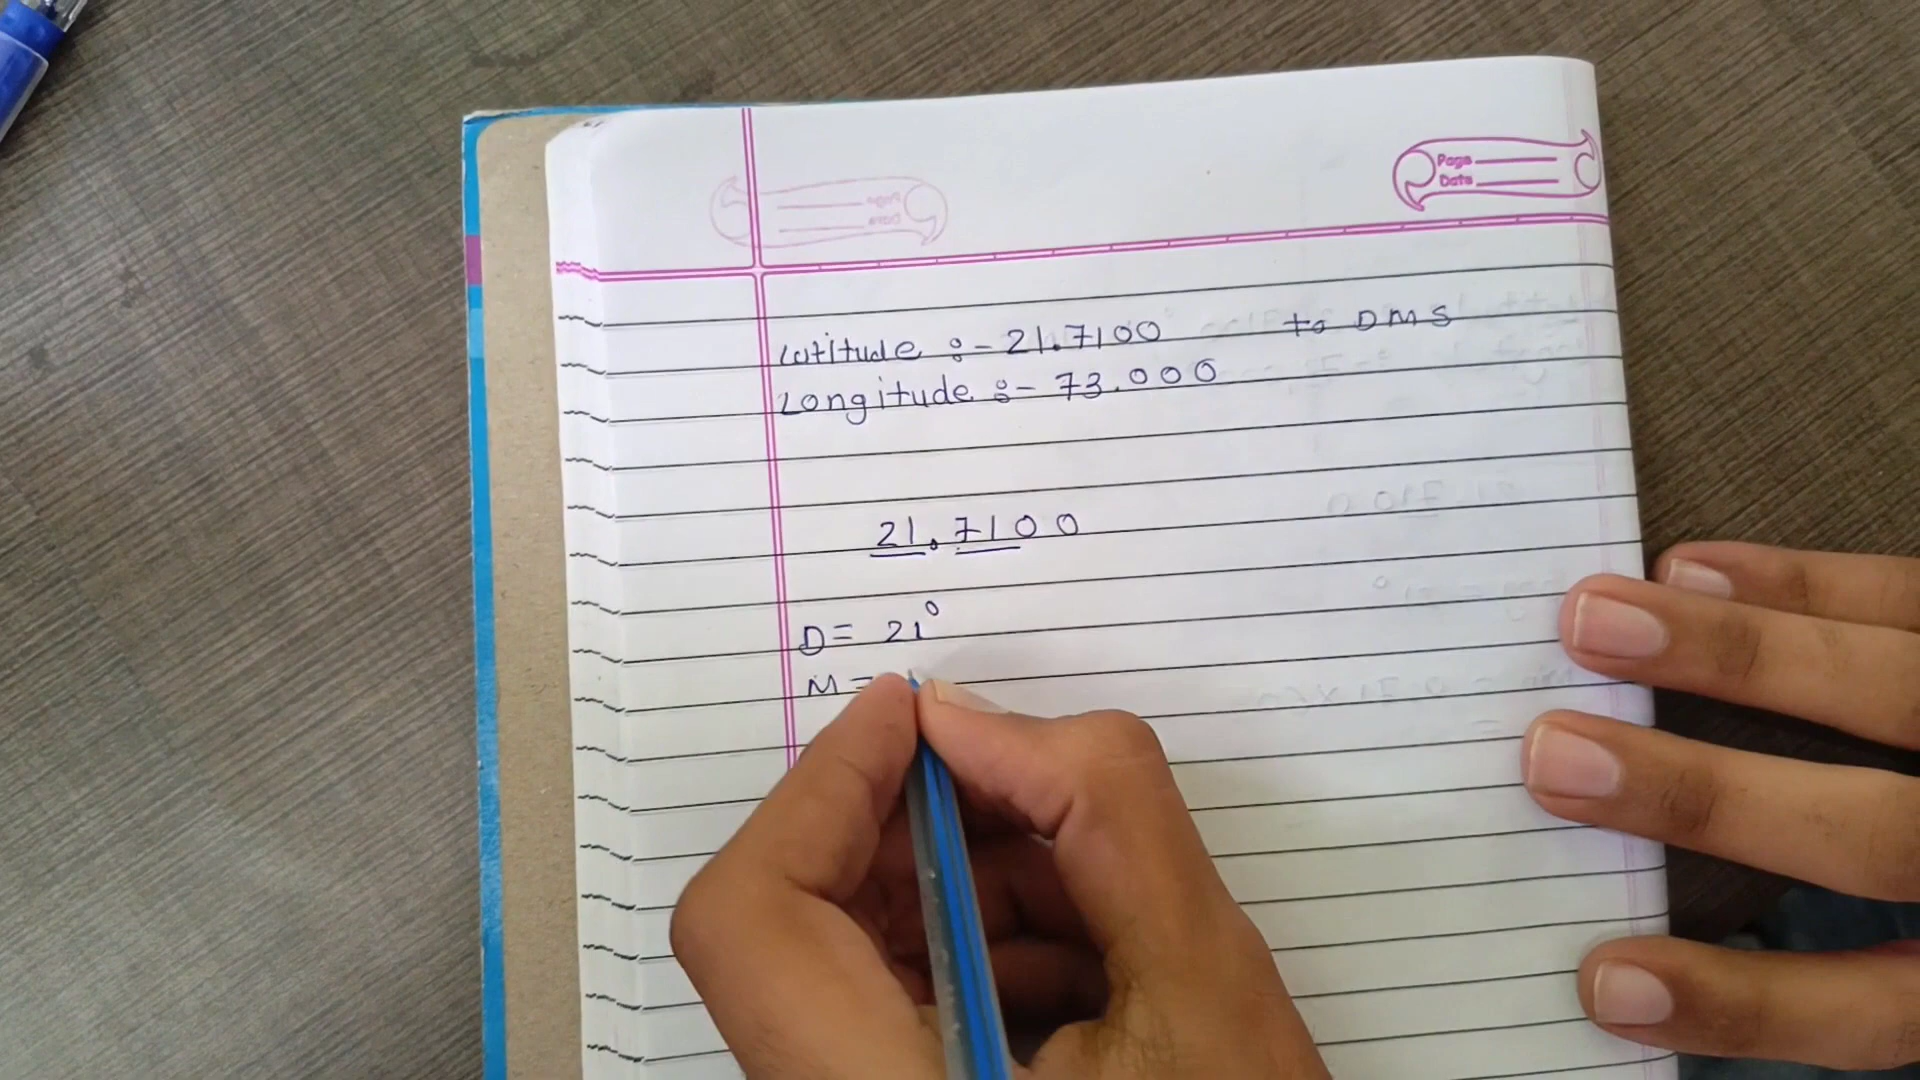 Page
Date
Latitude :- 21.7100 to DMS
Longitude :- 73.000
21.7100
D = 21°
M =